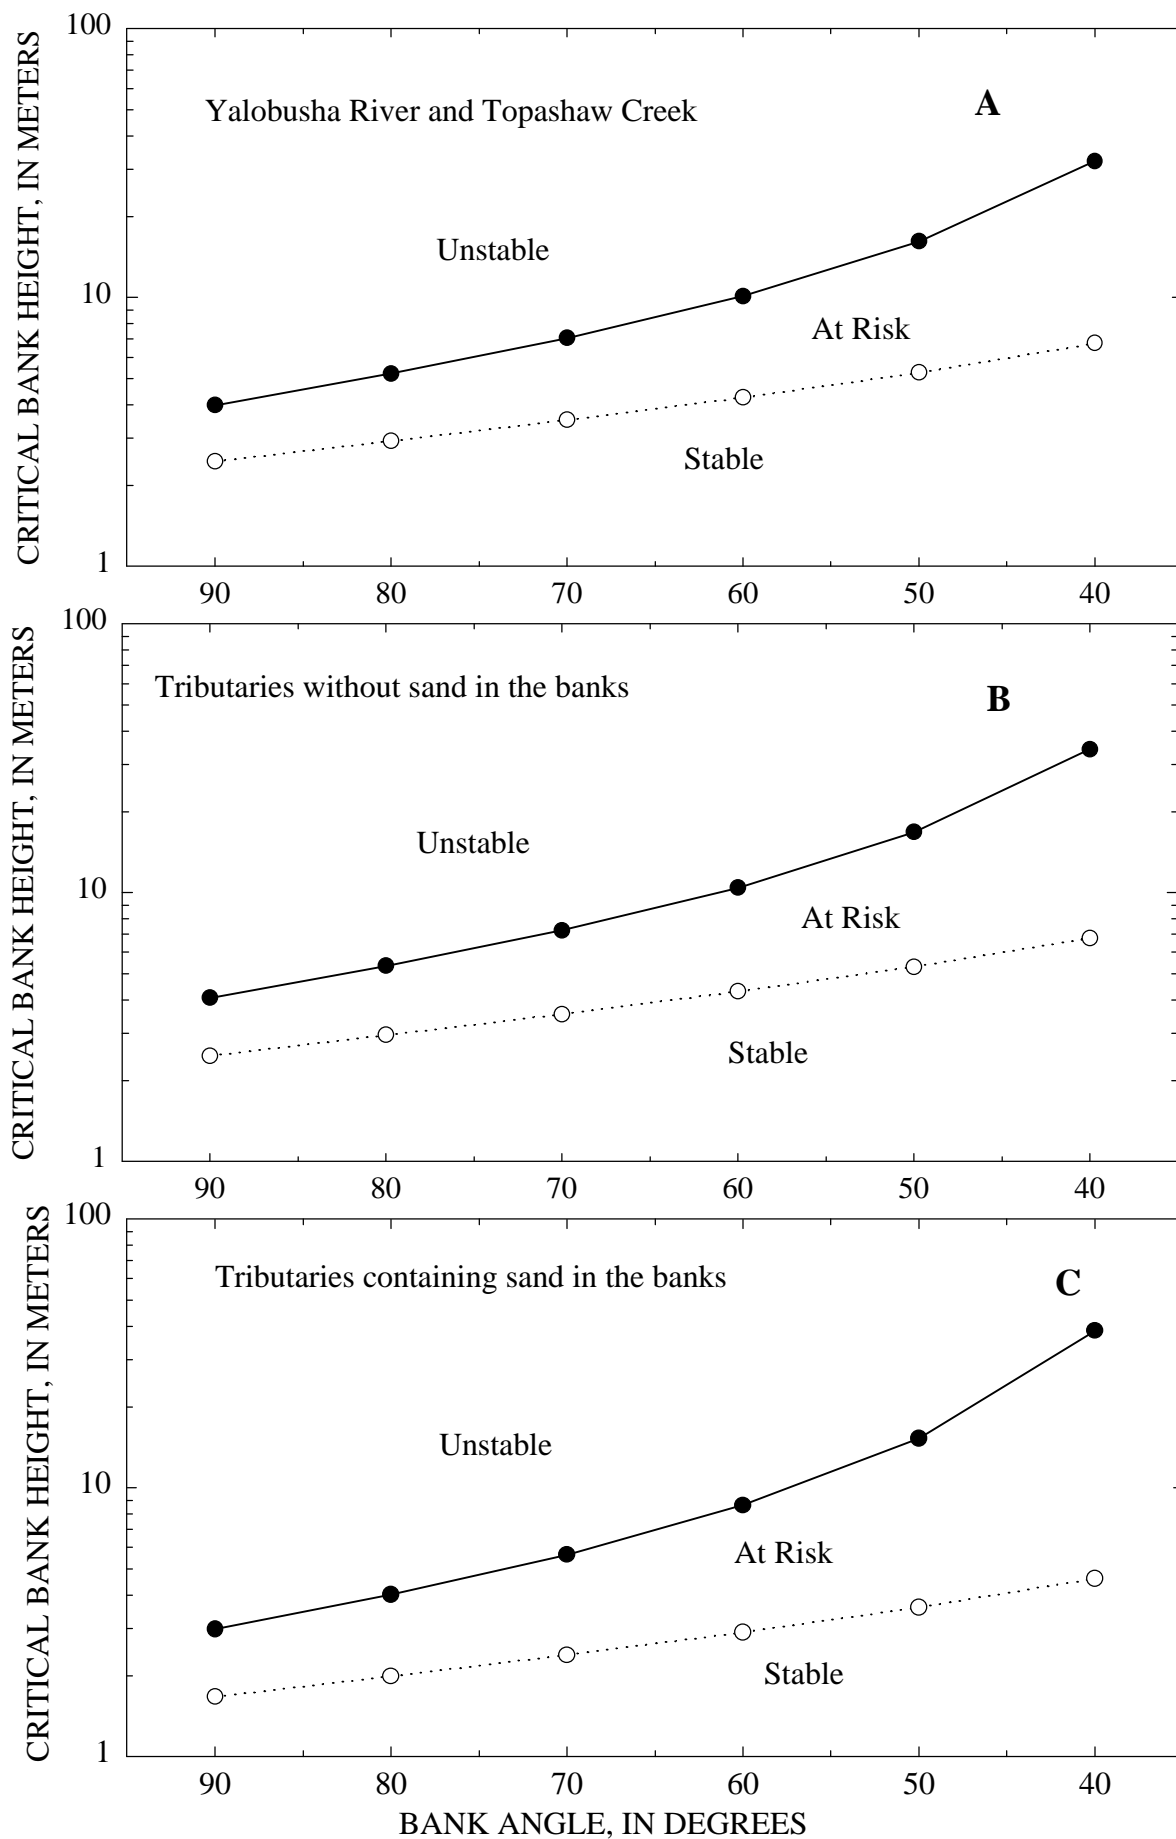 CRITICAL BANK HEIGHT, IN METERS
100
10
1
Yalobusha River and Topashaw Creek
A
Unstable
At Risk
Stable
90 80 70 60 50 40
CRITICAL BANK HEIGHT, IN METERS
100
10
1
Tributaries without sand in the banks
B
Unstable
At Risk
Stable
90 80 70 60 50 40
CRITICAL BANK HEIGHT, IN METERS
100
10
1
Tributaries containing sand in the banks
C
Unstable
At Risk
Stable
90 80 70 60 50 40
BANK ANGLE, IN DEGREES